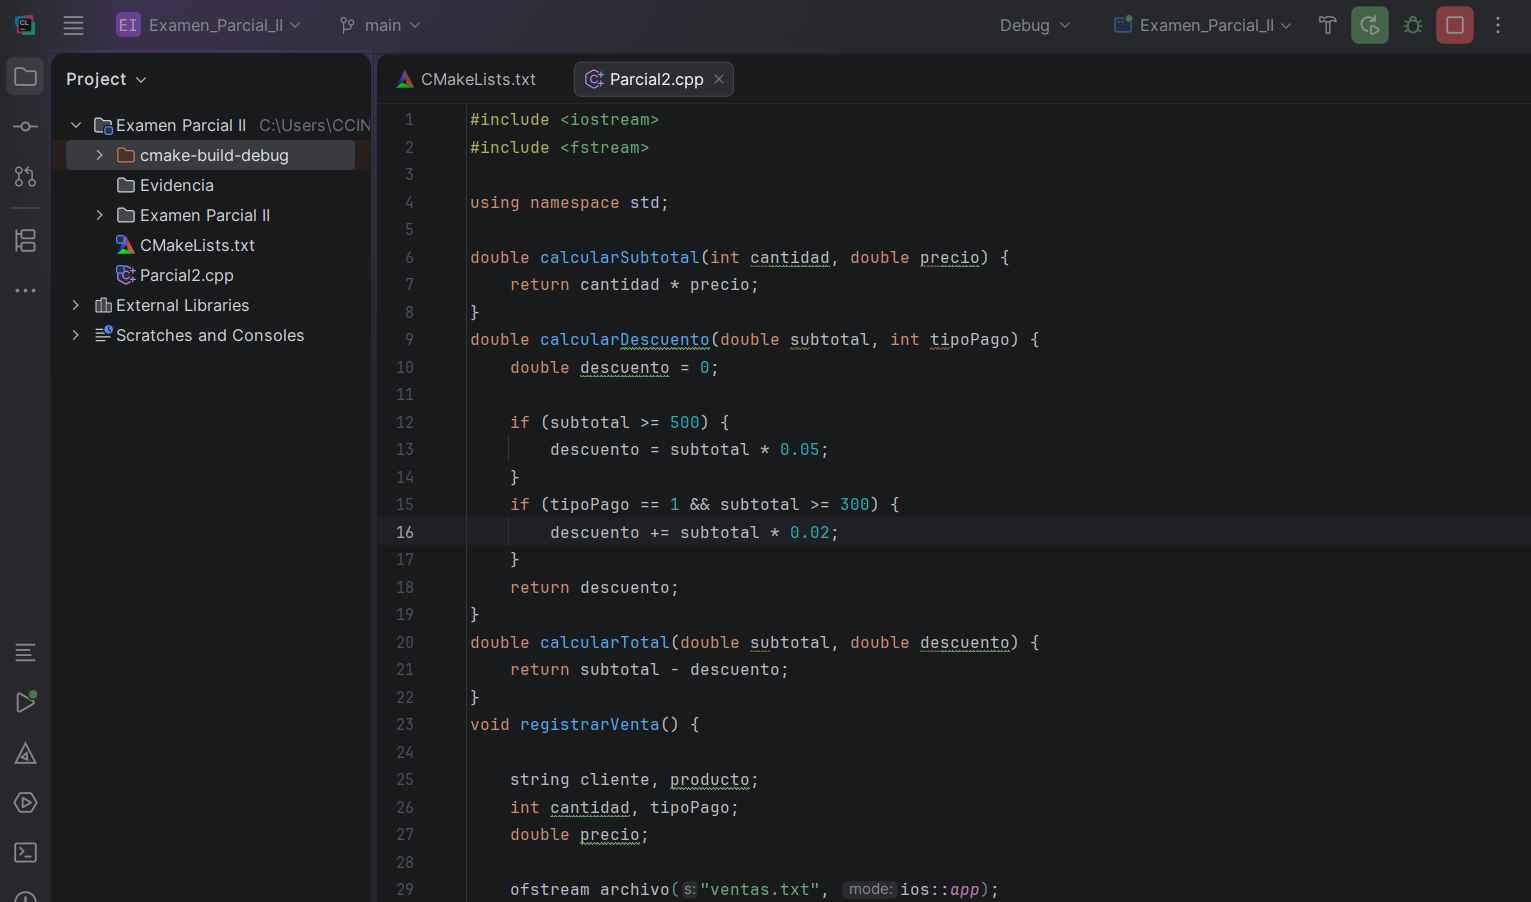 CL
EI Examen_Parcial_II
main
Debug
Examen_Parcial_II
Project
CMakeLists.txt
Parcial2.cpp
Examen Parcial II C:\Users\CCIN
cmake-build-debug
Evidencia
Examen Parcial II
CMakeLists.txt
Parcial2.cpp
External Libraries
Scratches and Consoles
1 #include <iostream>
2 #include <fstream>
3
4 using namespace std;
5
6 double calcularSubtotal(int cantidad, double precio) {
7     return cantidad * precio;
8 }
9 double calcularDescuento(double subtotal, int tipoPago) {
10     double descuento = 0;
11
12     if (subtotal >= 500) {
13         descuento = subtotal * 0.05;
14     }
15     if (tipoPago == 1 && subtotal >= 300) {
16         descuento += subtotal * 0.02;
17     }
18     return descuento;
19 }
20 double calcularTotal(double subtotal, double descuento) {
21     return subtotal - descuento;
22 }
23 void registrarVenta() {
24
25     string cliente, producto;
26     int cantidad, tipoPago;
27     double precio;
28
29     ofstream archivo(s:"ventas.txt", mode:ios::app);